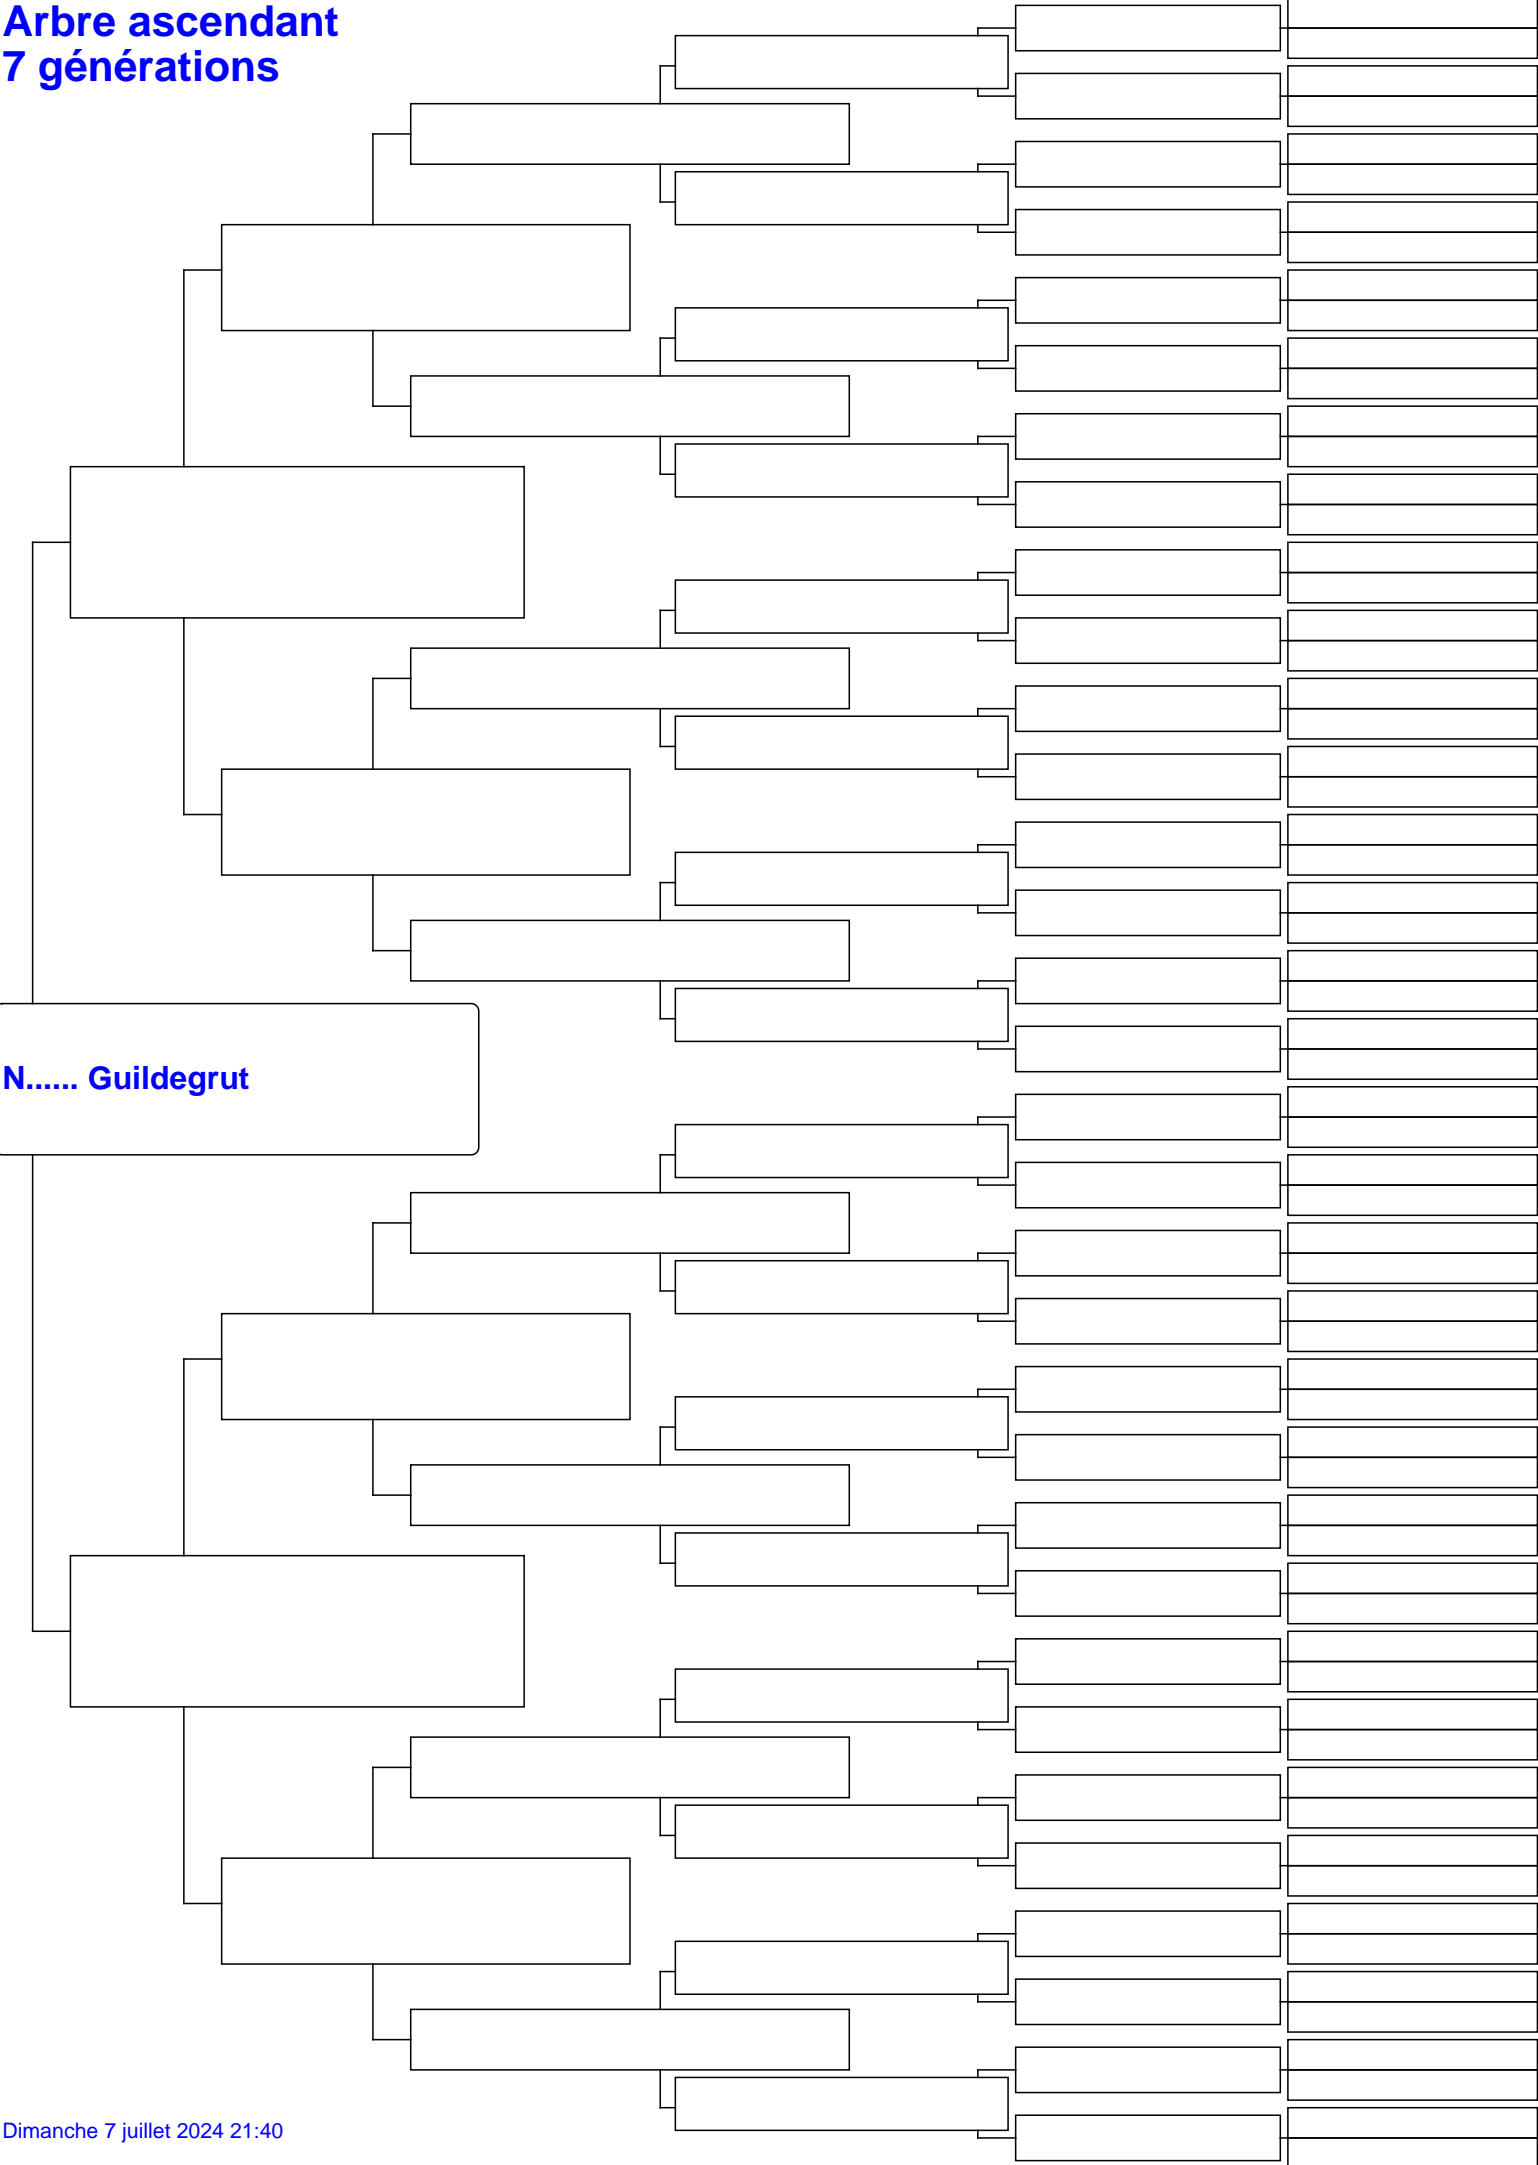 Arbre ascendant
7 générations
N...... Guildegrut
Dimanche 7 juillet 2024 21:40